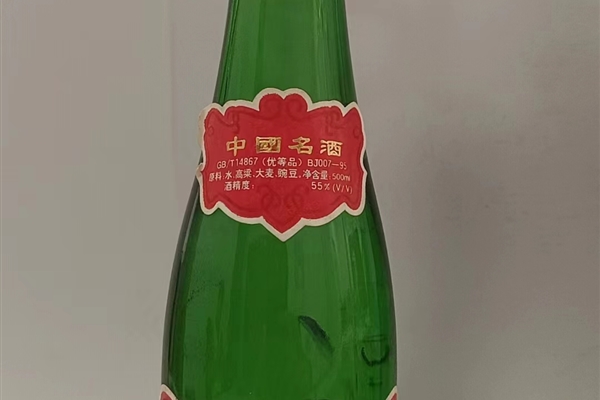 中國名酒
GB/T14867（优等品）BJ007—95
原料:水,高粱,大麦,豌豆,净含量:500ml
酒精度: 55%(V/V)